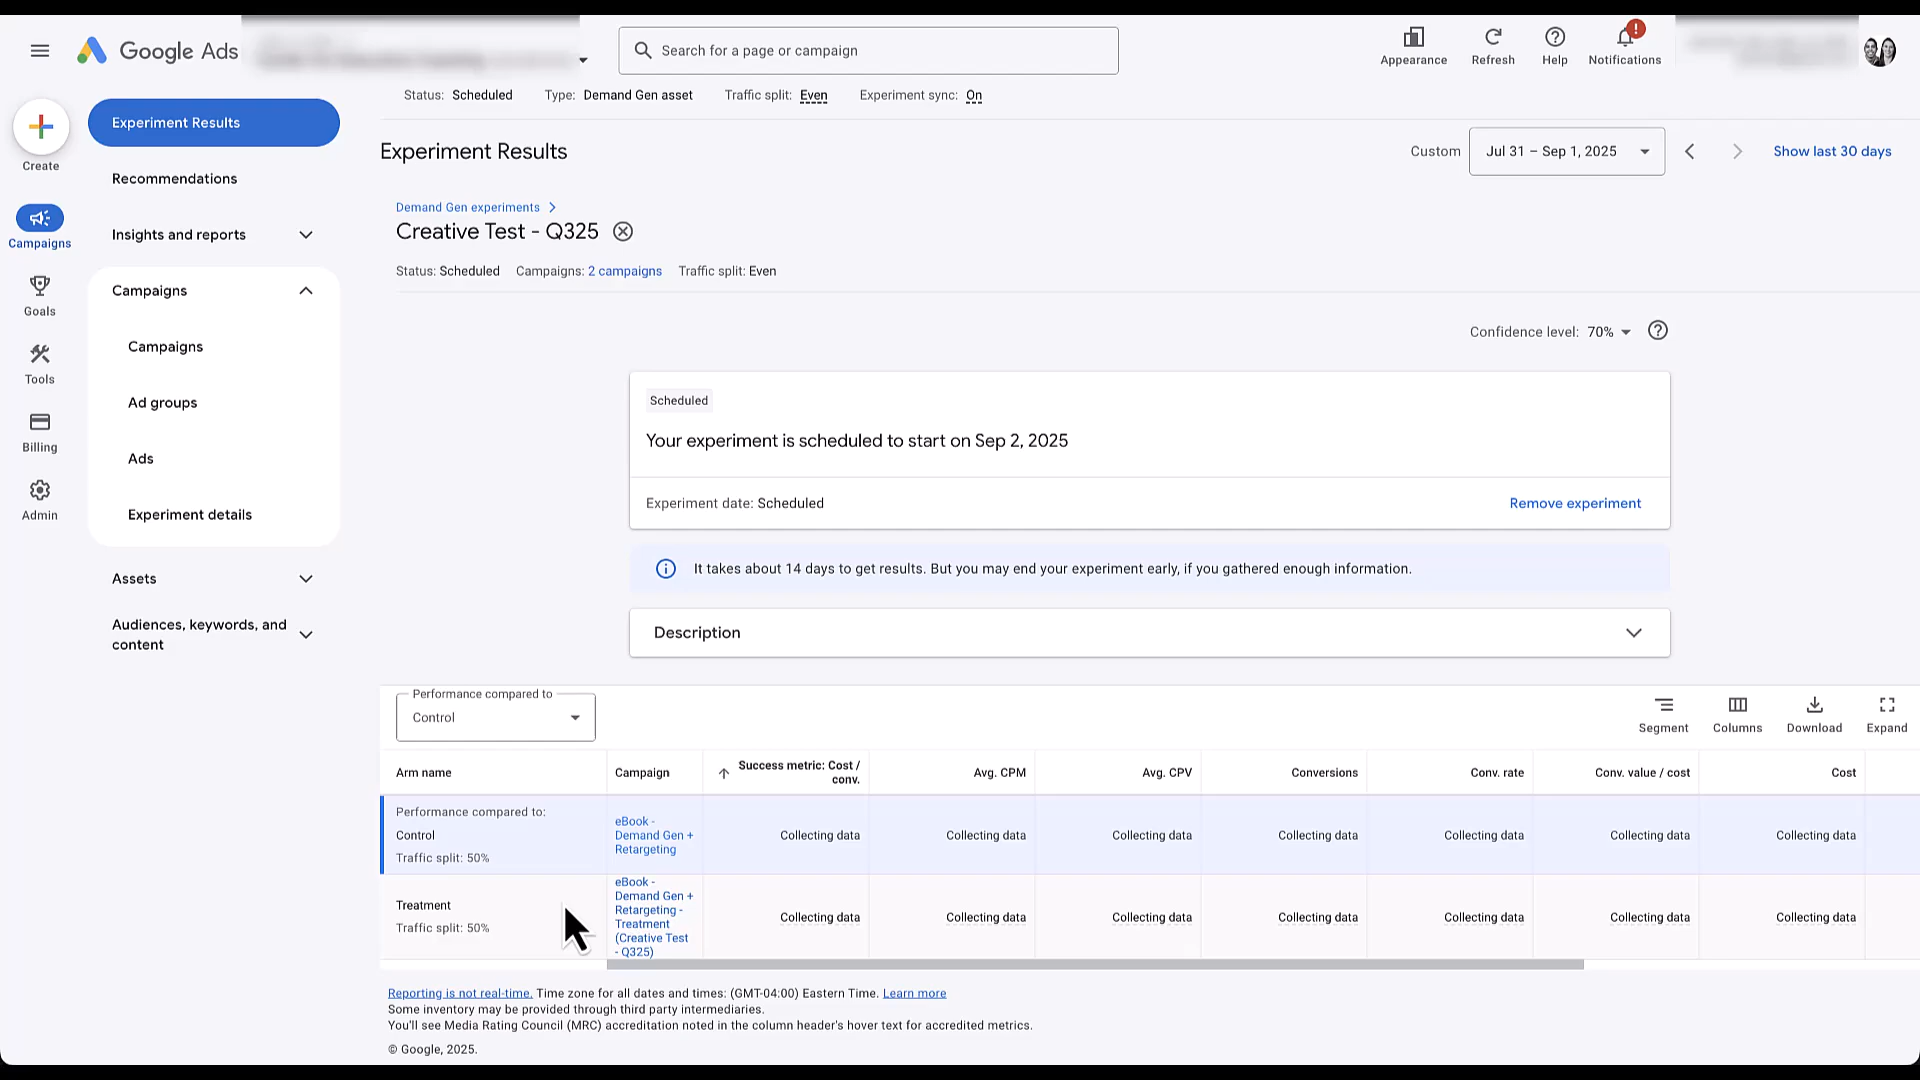 Google Ads
Search for a page or campaign
Appearance
Refresh
Help
!
Notifications
Create
Campaigns
Goals
Tools
Billing
Admin
Experiment Results
Recommendations
Insights and reports
Campaigns
Campaigns
Ad groups
Ads
Experiment details
Assets
Audiences, keywords, and
content
Status: Scheduled Type: Demand Gen asset Traffic split: Even Experiment sync: On
Experiment Results
Custom Jul 31 – Sep 1, 2025 Show last 30 days
Demand Gen experiments
Creative Test - Q325
Status: Scheduled Campaigns: 2 campaigns Traffic split: Even
Confidence level: 70%
Scheduled
Your experiment is scheduled to start on Sep 2, 2025
Experiment date: Scheduled Remove experiment
It takes about 14 days to get results. But you may end your experiment early, if you gathered enough information.
Description
Performance compared to
Control
Segment
Columns
Download
Expand
Arm name
Campaign
Success metric: Cost /
conv.
Avg. CPM
Avg. CPV
Conversions
Conv. rate
Conv. value / cost
Cost
Performance compared to:
Control
Traffic split: 50%
eBook -
Demand Gen +
Retargeting
Collecting data Collecting data Collecting data Collecting data Collecting data Collecting data Collecting data
Treatment
Traffic split: 50%
eBook -
Demand Gen +
Retargeting -
Treatment
(Creative Test
- Q325)
Collecting data Collecting data Collecting data Collecting data Collecting data Collecting data Collecting data
Reporting is not real-time. Time zone for all dates and times: (GMT-04:00) Eastern Time. Learn more
Some inventory may be provided through third party intermediaries.
You'll see Media Rating Council (MRC) accreditation noted in the column header's hover text for accredited metrics.
© Google, 2025.